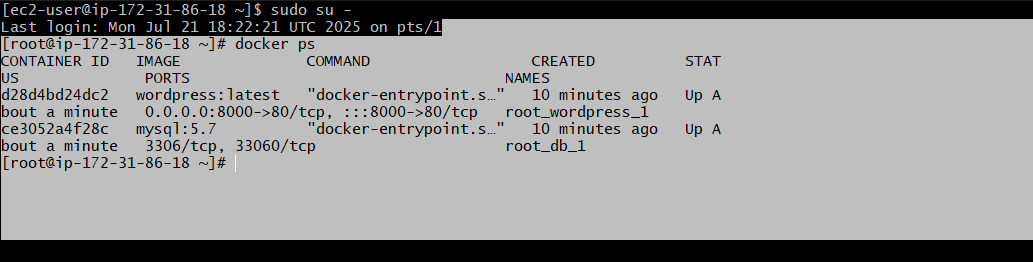 [ec2-user@ip-172-31-86-18 ~]$ sudo su -
Last login: Mon Jul 21 18:22:21 UTC 2025 on pts/1
[root@ip-172-31-86-18 ~]# docker ps
CONTAINER ID   IMAGE              COMMAND                  CREATED          STAT
US              PORTS                                   NAMES
d28d4bd24dc2   wordpress:latest   "docker-entrypoint.s…"   10 minutes ago   Up A
bout a minute   0.0.0.0:8000->80/tcp, :::8000->80/tcp   root_wordpress_1
ce3052a4f28c   mysql:5.7          "docker-entrypoint.s…"   10 minutes ago   Up A
bout a minute   3306/tcp, 33060/tcp                     root_db_1
[root@ip-172-31-86-18 ~]#